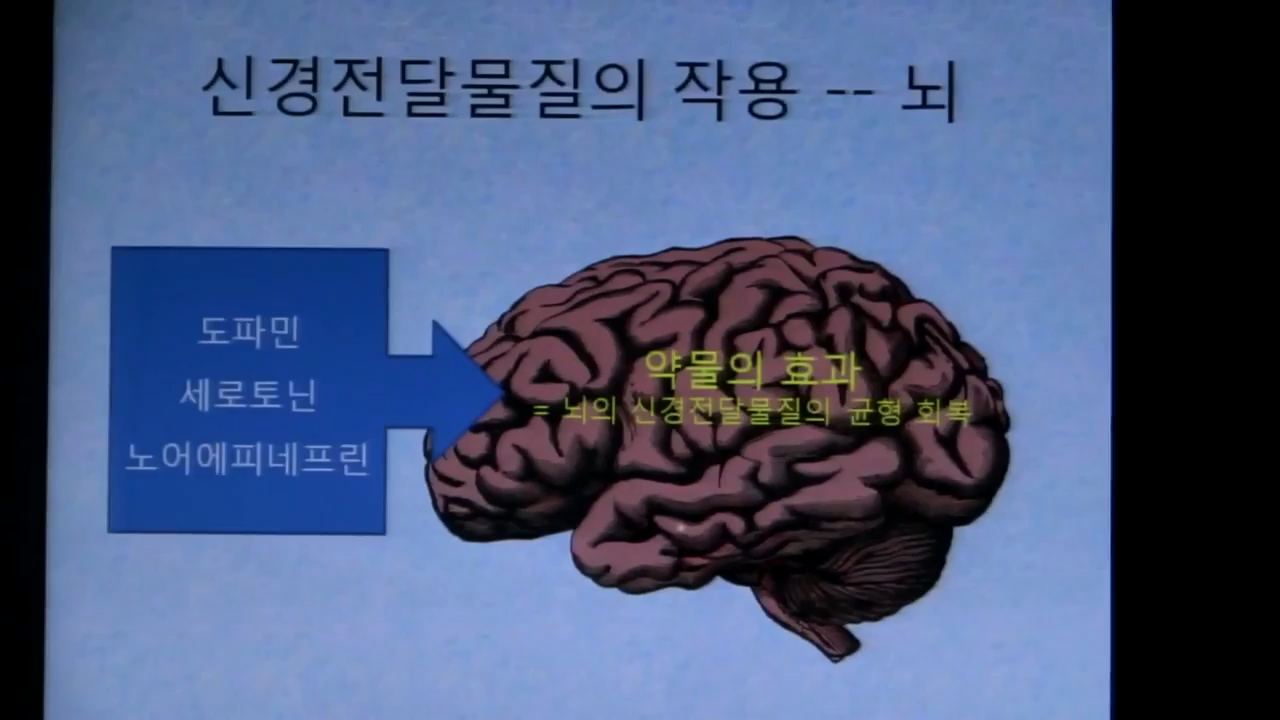 신경전달물질의 작용 -- 뇌
도파민
세로토닌
노어에피네프린
약물의 효과
= 뇌의 신경전달물질의 균형 회복